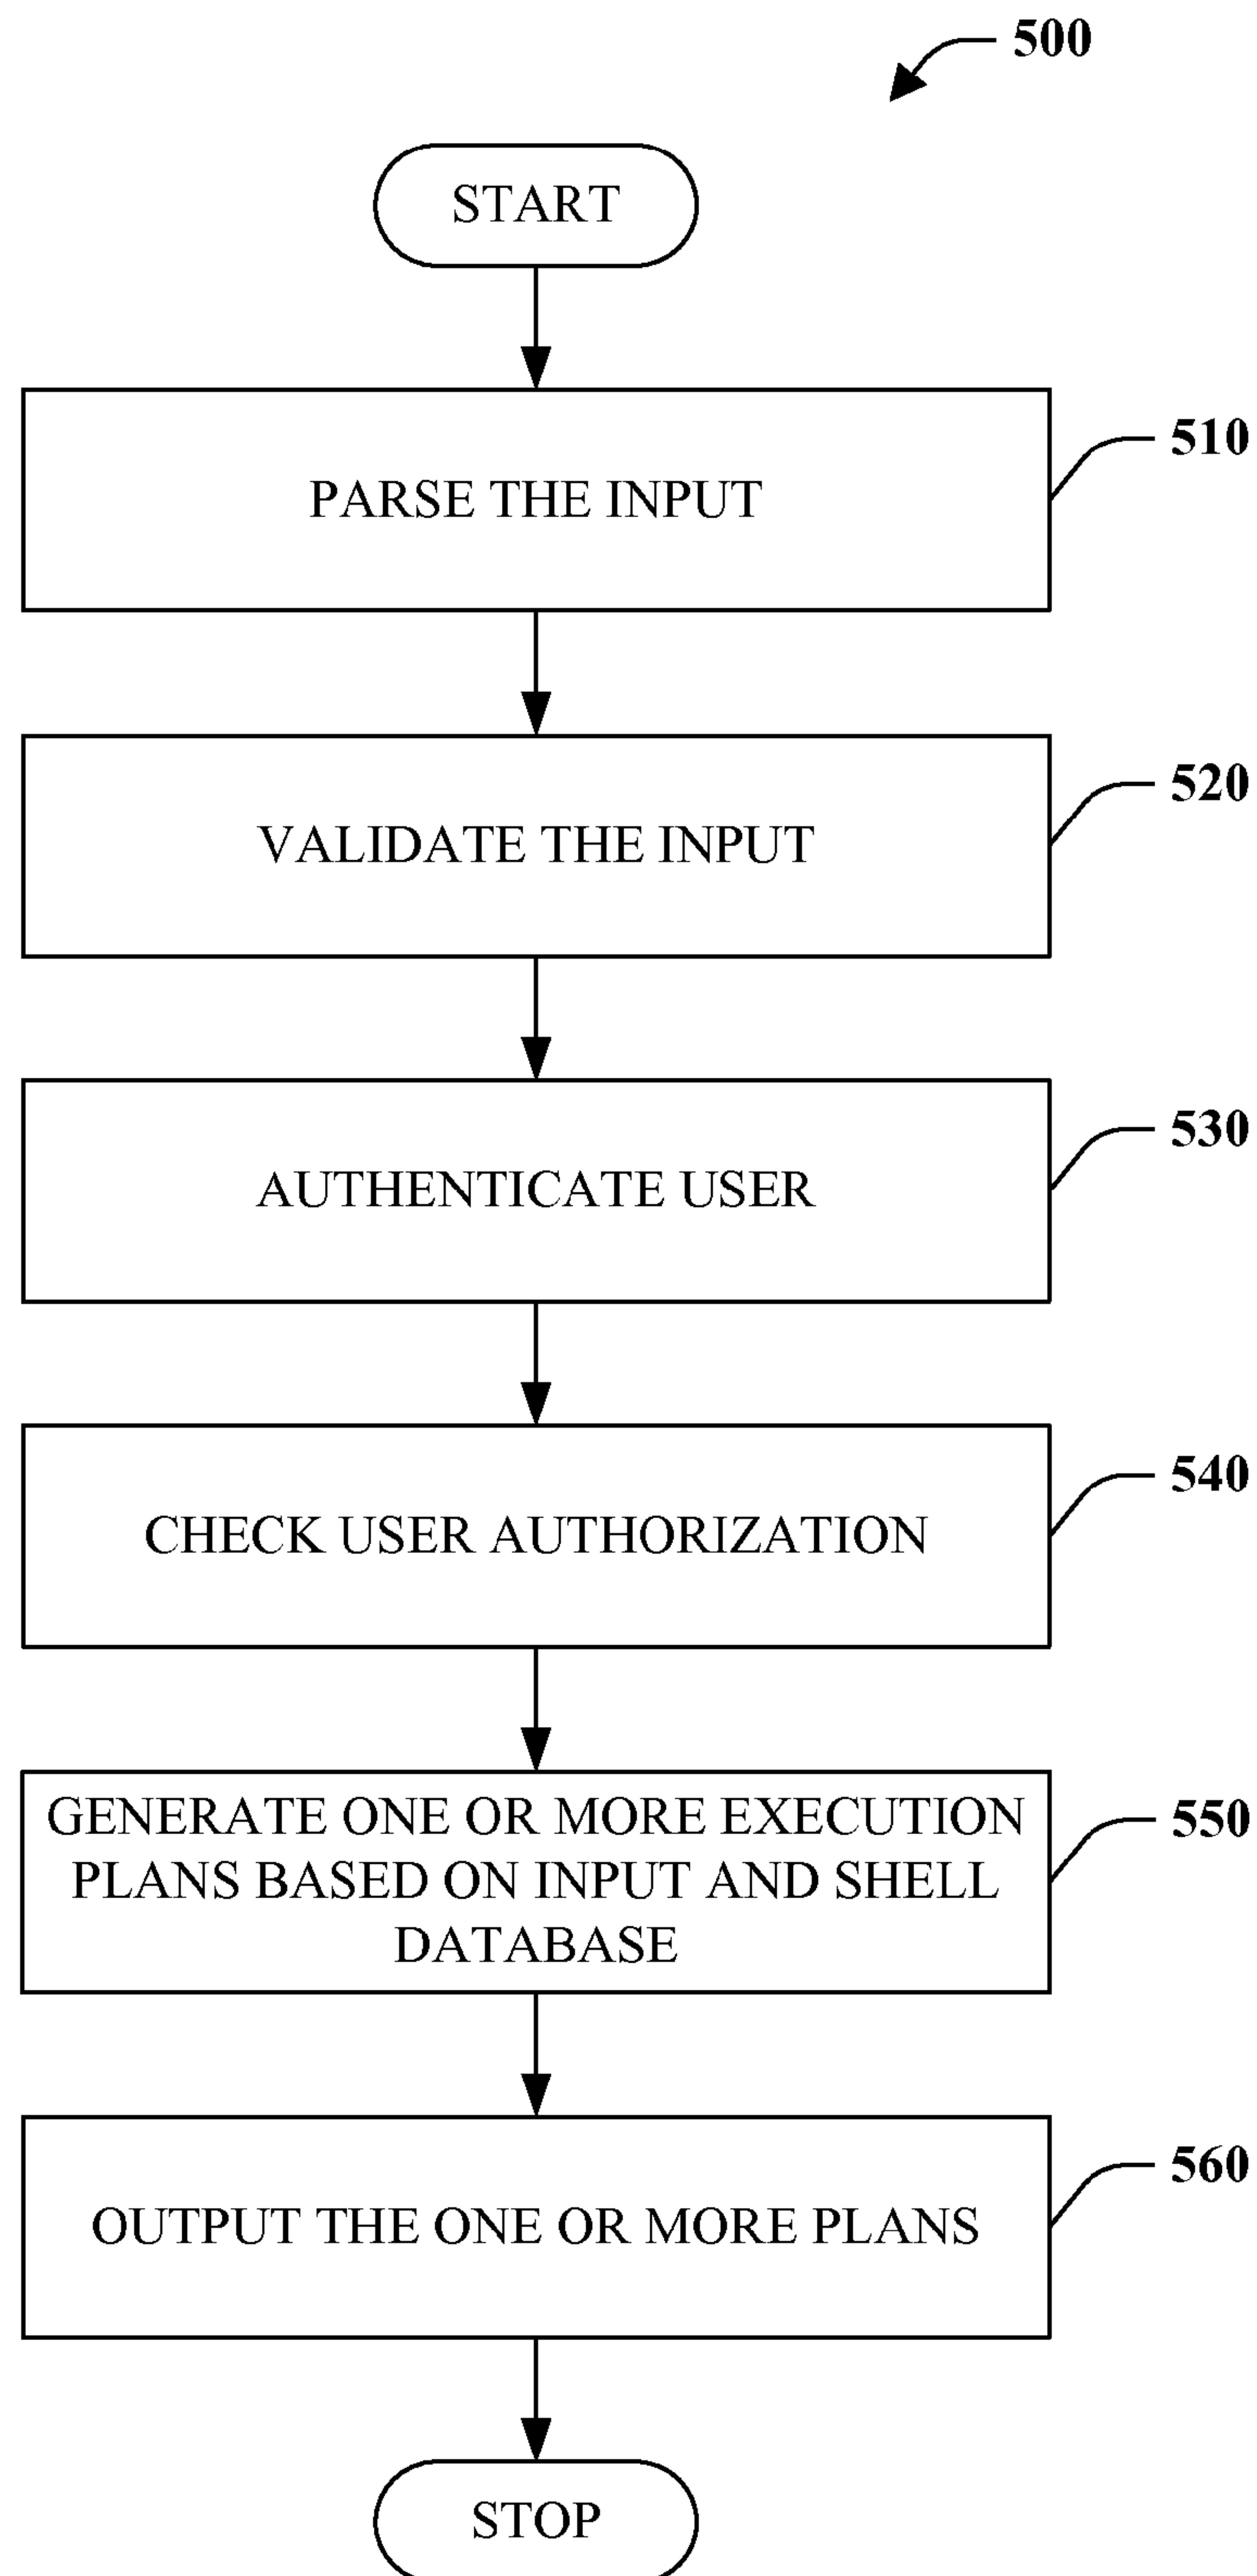 500
START
510
PARSE THE INPUT
520
VALIDATE THE INPUT
530
AUTHENTICATE USER
540
CHECK USER AUTHORIZATION
550
GENERATE ONE OR MORE EXECUTION
PLANS BASED ON INPUT AND SHELL
DATABASE
560
OUTPUT THE ONE OR MORE PLANS
STOP